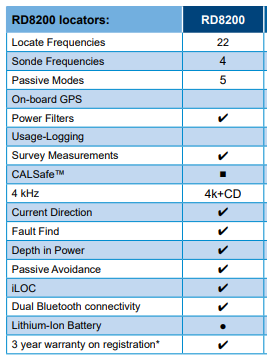 RD8200 locators: RD8200
Locate Frequencies 22
Sonde Frequencies 4
Passive Modes 5
On-board GPS
Power Filters ✔
Usage-Logging
Survey Measurements ✔
CALSafe™ ■
4 kHz 4k+CD
Current Direction ✔
Fault Find ✔
Depth in Power ✔
Passive Avoidance ✔
iLOC ✔
Dual Bluetooth connectivity ✔
Lithium-Ion Battery ●
3 year warranty on registration* ✔